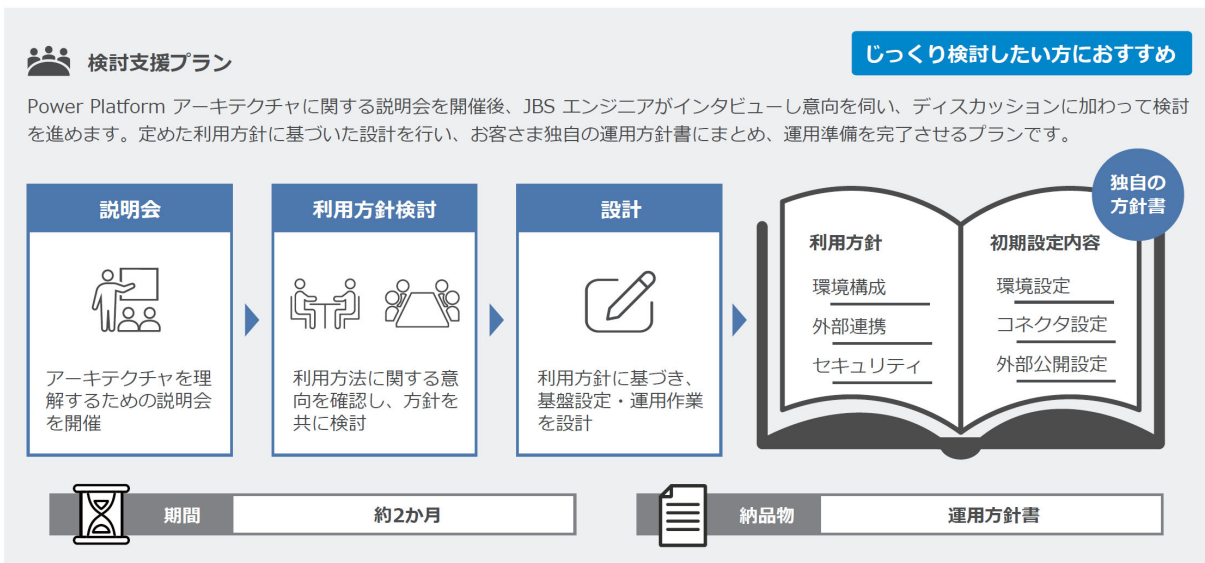 検討支援プラン
じっくり検討したい方におすすめ
Power Platform アーキテクチャに関する説明会を開催後、JBS エンジニアがインタビューし意向を伺い、ディスカッションに加わって検討
を進めます。定めた利用方針に基づいた設計を行い、お客さま独自の運用方針書にまとめ、運用準備を完了させるプランです。
説明会
アーキテクチャを理
解するための説明会
を開催
利用方針検討
利用方法に関する意
向を確認し、方針を
共に検討
設計
利用方針に基づき、
基盤設定・運用作業
を設計
独自の
方針書
利用方針
環境構成
外部連携
セキュリティ
初期設定内容
環境設定
コネクタ設定
外部公開設定
期間
約2か月
納品物
運用方針書